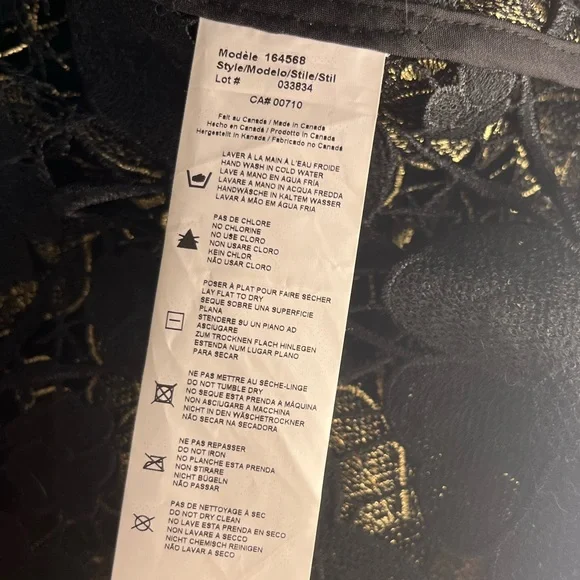 Modèle 164568
Style/Modelo/Stile/Stil
Lot # 033834
CA# 00710
Fait au Canada / Made in Canada
Hecho en Canadá / Prodotto in Canada
Hergestellt in Kanada / Fabricado no Canadá
LAVER À LA MAIN À L'EAU FROIDE
HAND WASH IN COLD WATER
LAVE A MANO EN AGUA FRÍA
LAVARE A MANO IN ACQUA FREDDA
HANDWÄSCHE IN KALTEM WASSER
LAVAR À MÃO EM ÁGUA FRIA
PAS DE CHLORE
NO CHLORINE
NO USE CLORO
NON USARE CLORO
KEIN CHLOR
NÃO USAR CLORO
POSER À PLAT POUR FAIRE SÉCHER
LAY FLAT TO DRY
SEQUE SOBRE UNA SUPERFICIE
PLANA
STENDERE SU UN PIANO AD
ASCIUGARE
ZUM TROCKNEN FLACH HINLEGEN
ESTENDA NUM LUGAR PLANO
PARA SECAR
NE PAS METTRE AU SÈCHE-LINGE
DO NOT TUMBLE DRY
NO SEQUE ESTA PRENDA A MÁQUINA
NON ASCIUGARE A MACCHINA
NICHT IN DEN WÄSCHETROCKNER
NÃO SECAR NA SECADORA
NE PAS REPASSER
DO NOT IRON
NO PLANCHE ESTA PRENDA
NON STIRARE
NICHT BÜGELN
NÃO PASSAR
PAS DE NETTOYAGE À SEC
DO NOT DRY CLEAN
NO LAVE ESTA PRENDA EN SECO
NON LAVARE A SECCO
NICHT CHEMISCH REINIGEN
NÃO LAVAR A SECO